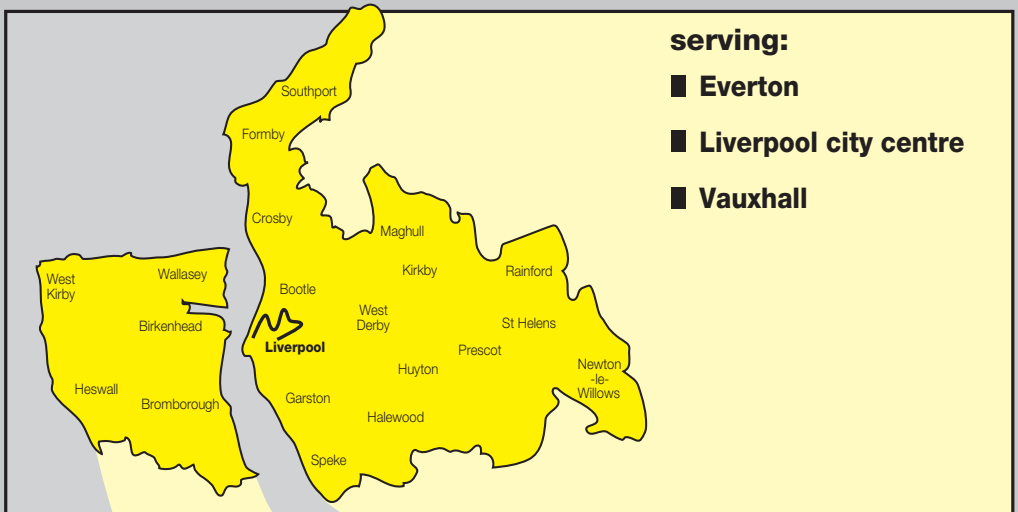 serving:
Everton
Liverpool city centre
Vauxhall
Southport
Formby
Crosby
Maghull
Kirkby
Rainford
West
Kirby
Wallasey
Bootle
West
Derby
Birkenhead
St Helens
Liverpool
Prescot
Huyton
Newton
-le-
Willows
Heswall
Bromborough
Garston
Halewood
Speke